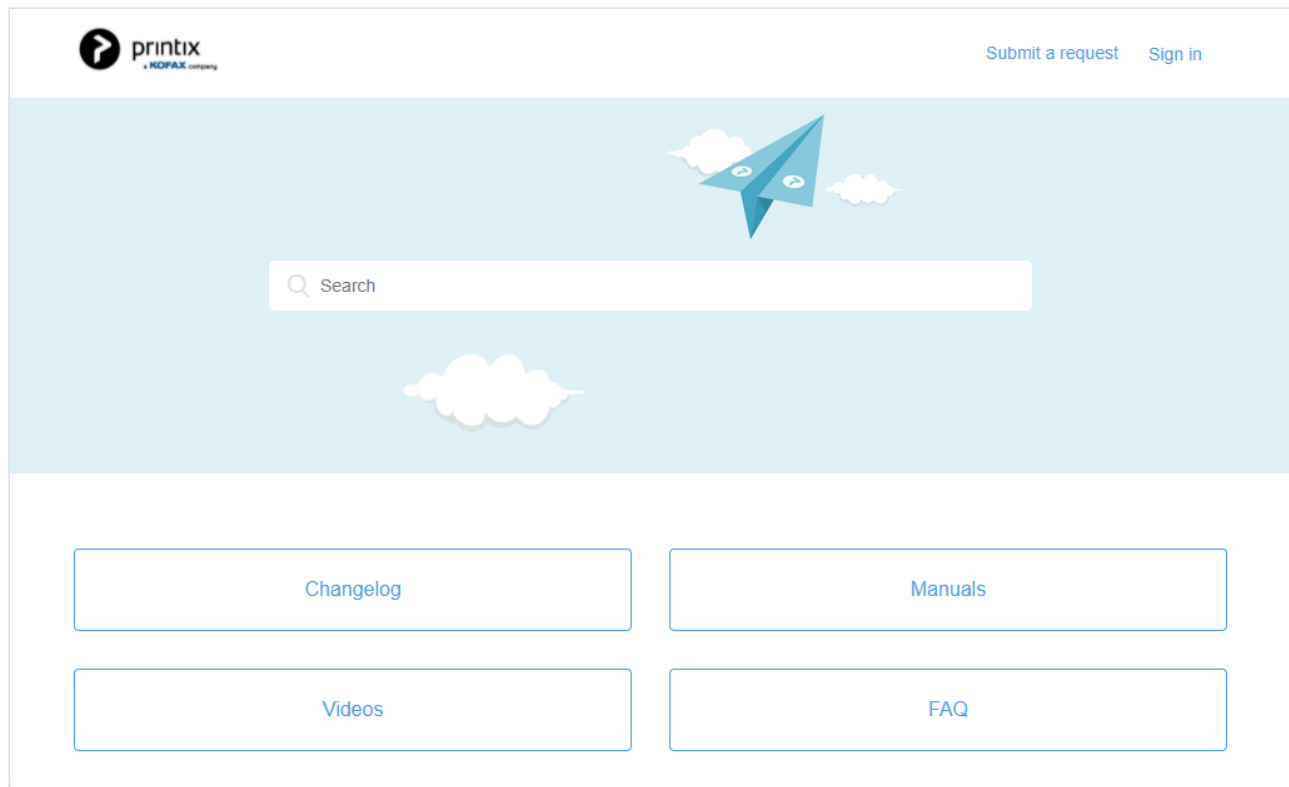 printix
a KOFAX company
Submit a request
Sign in
Search
Changelog
Manuals
Videos
FAQ